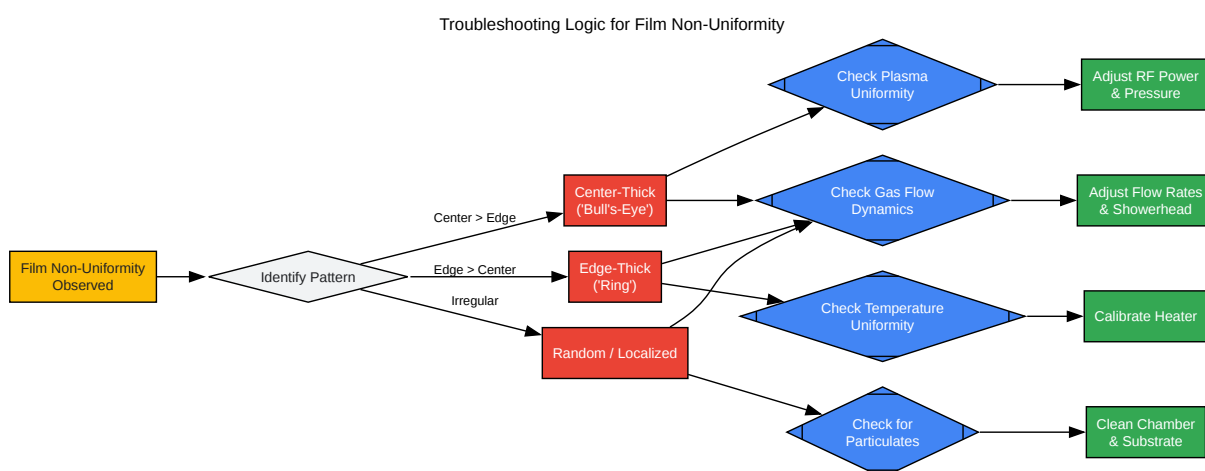 Troubleshooting Logic for Film Non-Uniformity
Film Non-Uniformity
Observed
Identify Pattern
Center > Edge
Edge > Center
Irregular
Center-Thick
('Bull's-Eye')
Edge-Thick
('Ring')
Random / Localized
Check Plasma
Uniformity
Check Gas Flow
Dynamics
Check Temperature
Uniformity
Check for
Particulates
Adjust RF Power
& Pressure
Adjust Flow Rates
& Showerhead
Calibrate Heater
Clean Chamber
& Substrate